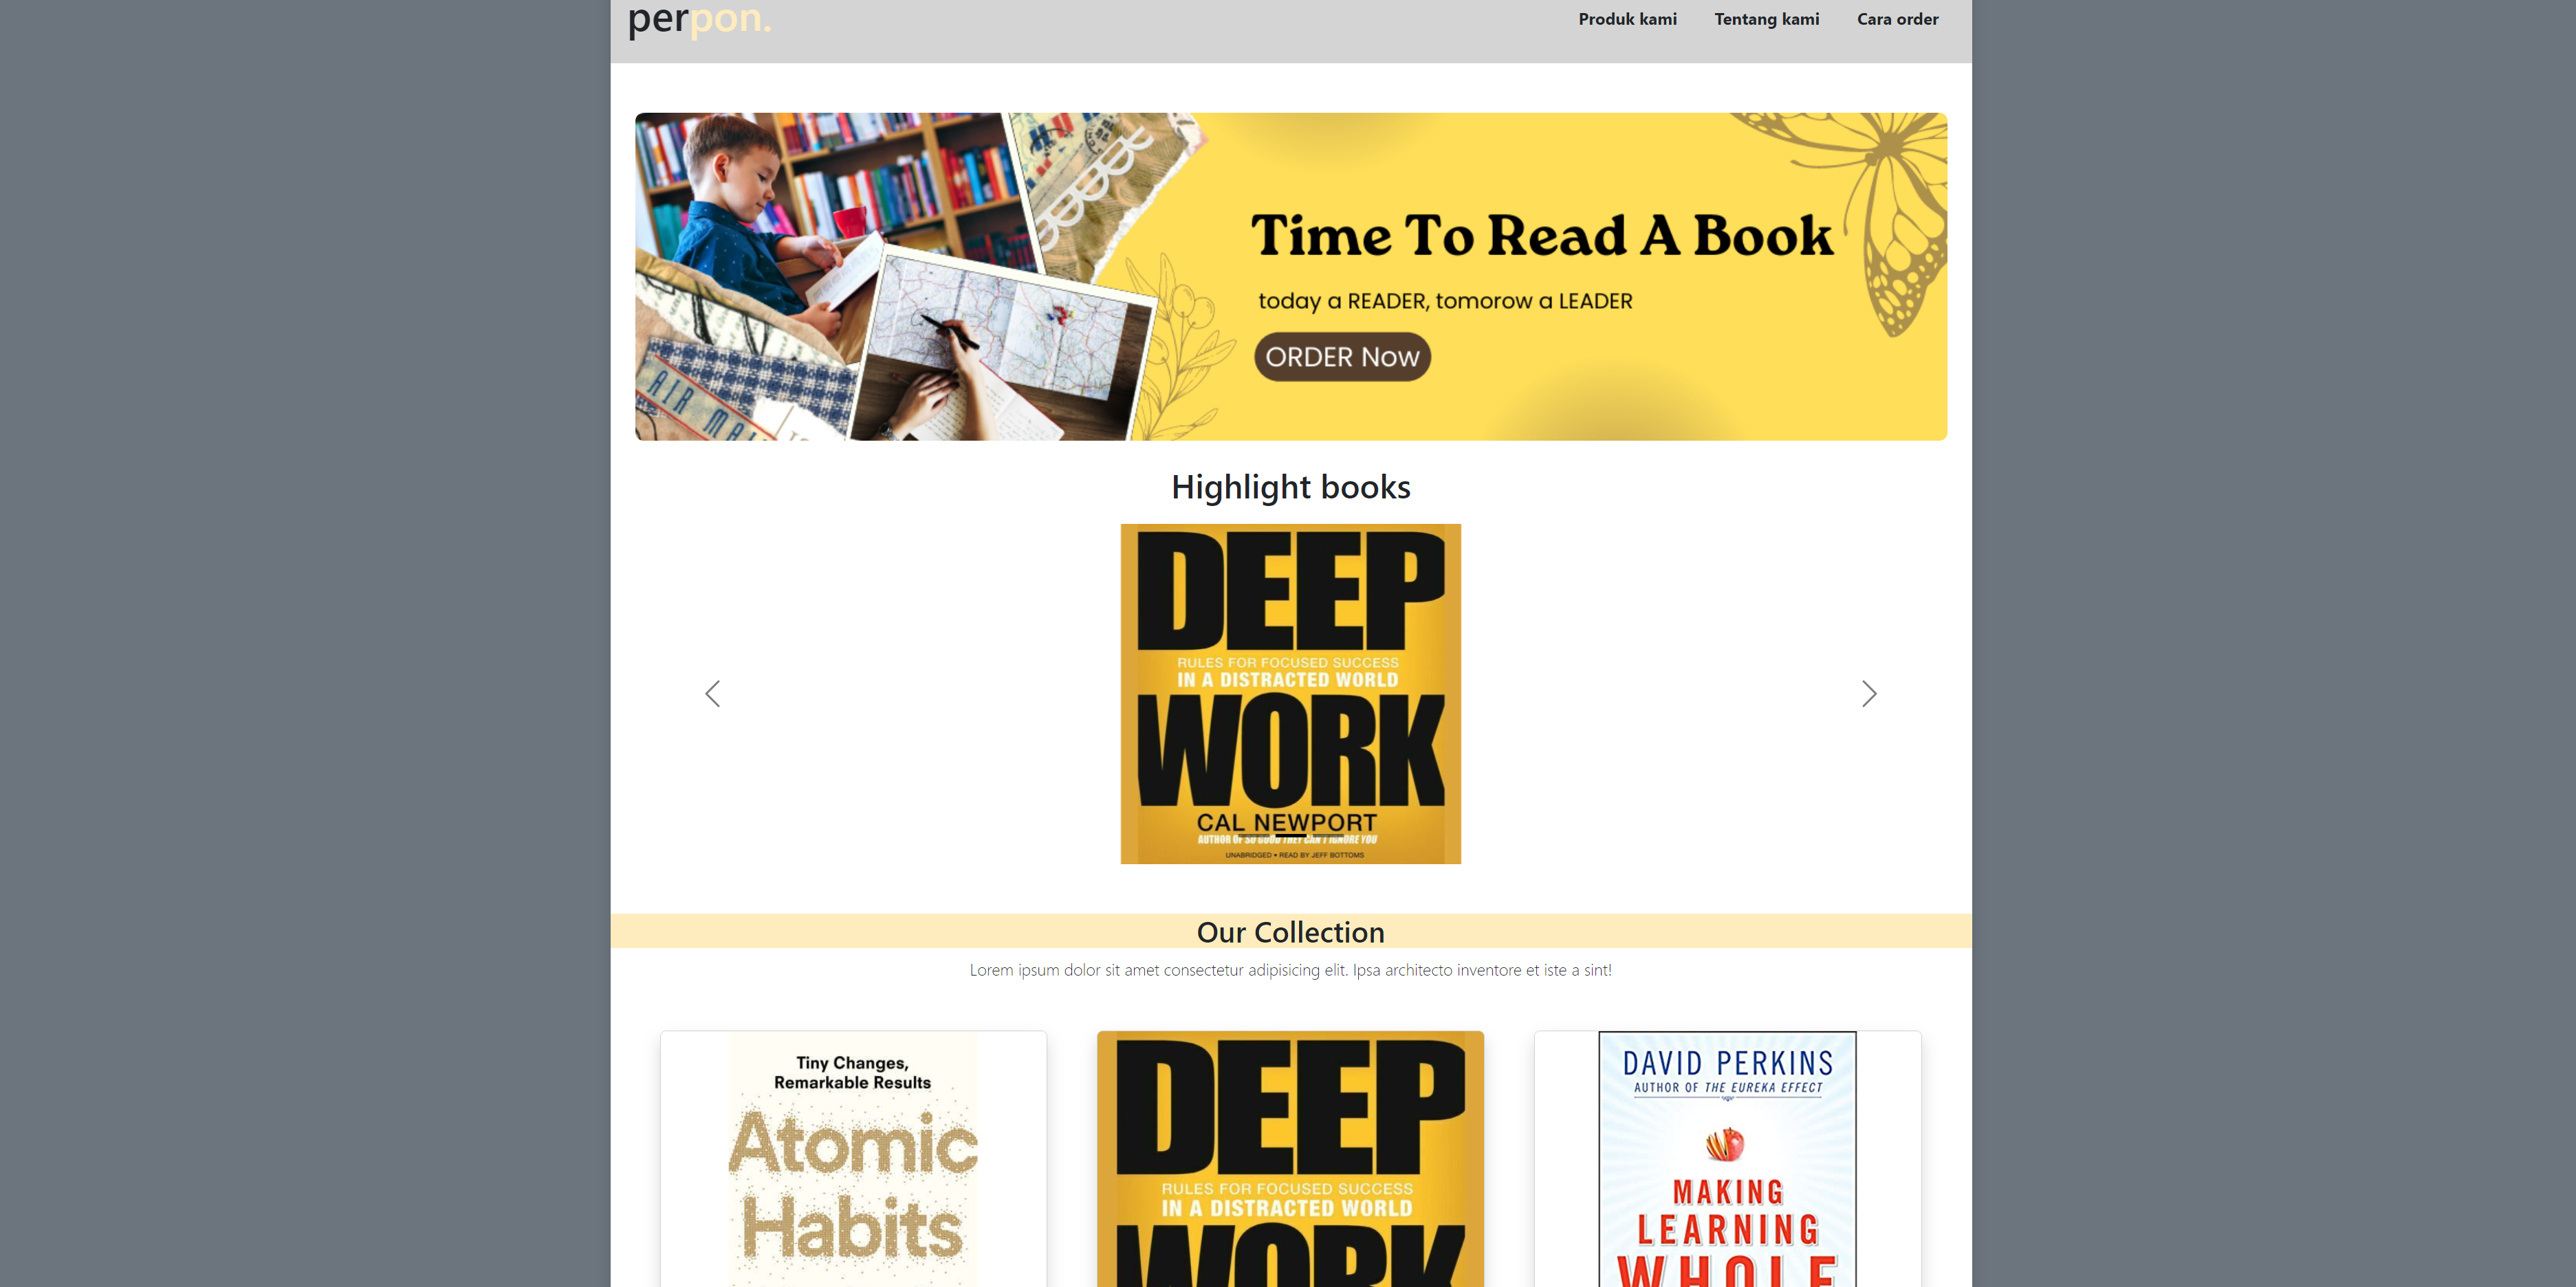 perpon.
Produk kami
Tentang kami
Cara order
Time To Read A Book
today a READER, tomorow a LEADER
ORDER Now
AIR MAI
Highlight books
DEEP
RULES FOR FOCUSED SUCCESS
IN A DISTRACTED WORLD
WORK
CAL NEWPORT
AUTHOR OF SO GOOD THEY CAN'T IGNORE YOU
UNABRIDGED • READ BY JEFF BOTTOMS
Our Collection
Lorem ipsum dolor sit amet consectetur adipisicing elit. Ipsa architecto inventore et iste a sint!
Tiny Changes,
Remarkable Results
Atomic
Habits
DEEP
RULES FOR FOCUSED SUCCESS
IN A DISTRACTED WORLD
WORK
DAVID PERKINS
AUTHOR OF THE EUREKA EFFECT
MAKING
LEARNING
WHOLE